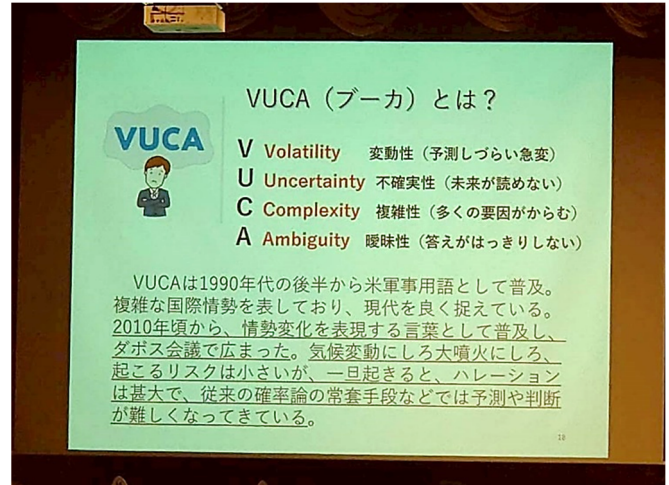 VUCA(ブーカ)とは?
VUCA
V Volatility 変動性(予測しづらい急変)
U Uncertainty 不確実性(未来が読めない)
C Complexity 複雑性(多くの要因がからむ)
A Ambiguity 曖昧性(答えがはっきりしない)
VUCAは1990年代の後半から米軍事用語として普及。
複雑な国際情勢を表しており、現代を良く捉えている。
2010年頃から、情勢変化を表現する言葉として普及し、
ダボス会議で広まった。気候変動にしろ大噴火にしろ、
起こるリスクは小さいが、一旦起きると、ハレーション
は甚大で、従来の確率論の常套手段などでは予測や判断
が難しくなってきている。
18